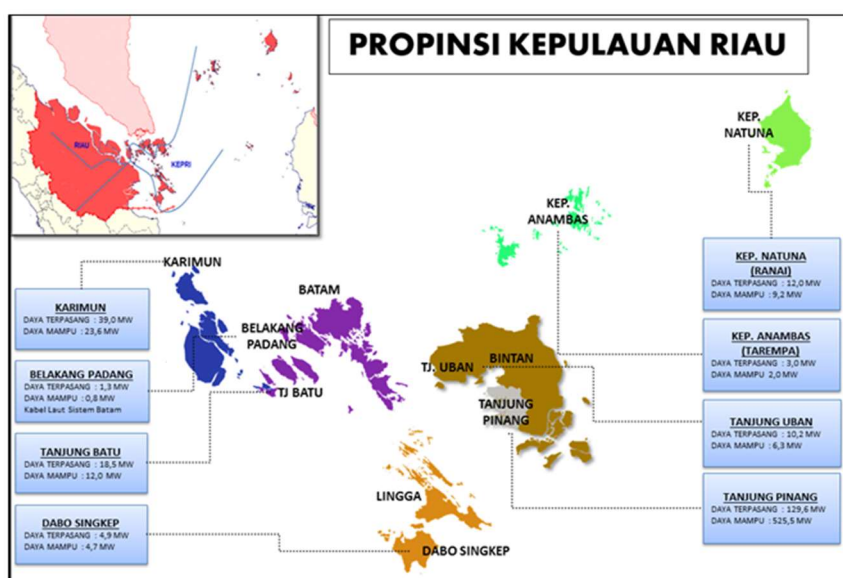 PROPINSI KEPULAUAN RIAU
RIAU
KEPRI
KEP.
NATUNA
KEP.
ANAMBAS
KARIMUN
BATAM
BELAKANG
PADANG
TJ BATU
TJ. UBAN
BINTAN
TANJUNG
PINANG
LINGGA
DABO SINGKEP
KARIMUN
DAYA TERPASANG : 39,0 MW
DAYA MAMPU : 23,6 MW
BELAKANG PADANG
DAYA TERPASANG : 1,3 MW
DAYA MAMPU : 0,8 MW
Kabel Laut Sistem Batam
TANJUNG BATU
DAYA TERPASANG : 18,5 MW
DAYA MAMPU : 12,0 MW
DABO SINGKEP
DAYA TERPASANG : 4,9 MW
DAYA MAMPU : 4,7 MW
KEP. NATUNA
(RANAI)
DAYA TERPASANG : 12,0 MW
DAYA MAMPU : 9,2 MW
KEP. ANAMBAS
(TAREMPA)
DAYA TERPASANG : 3,0 MW
DAYA MAMPU : 2,0 MW
TANJUNG UBAN
DAYA TERPASANG : 10,2 MW
DAYA MAMPU : 6,3 MW
TANJUNG PINANG
DAYA TERPASANG : 129,6 MW
DAYA MAMPU : 525,5 MW